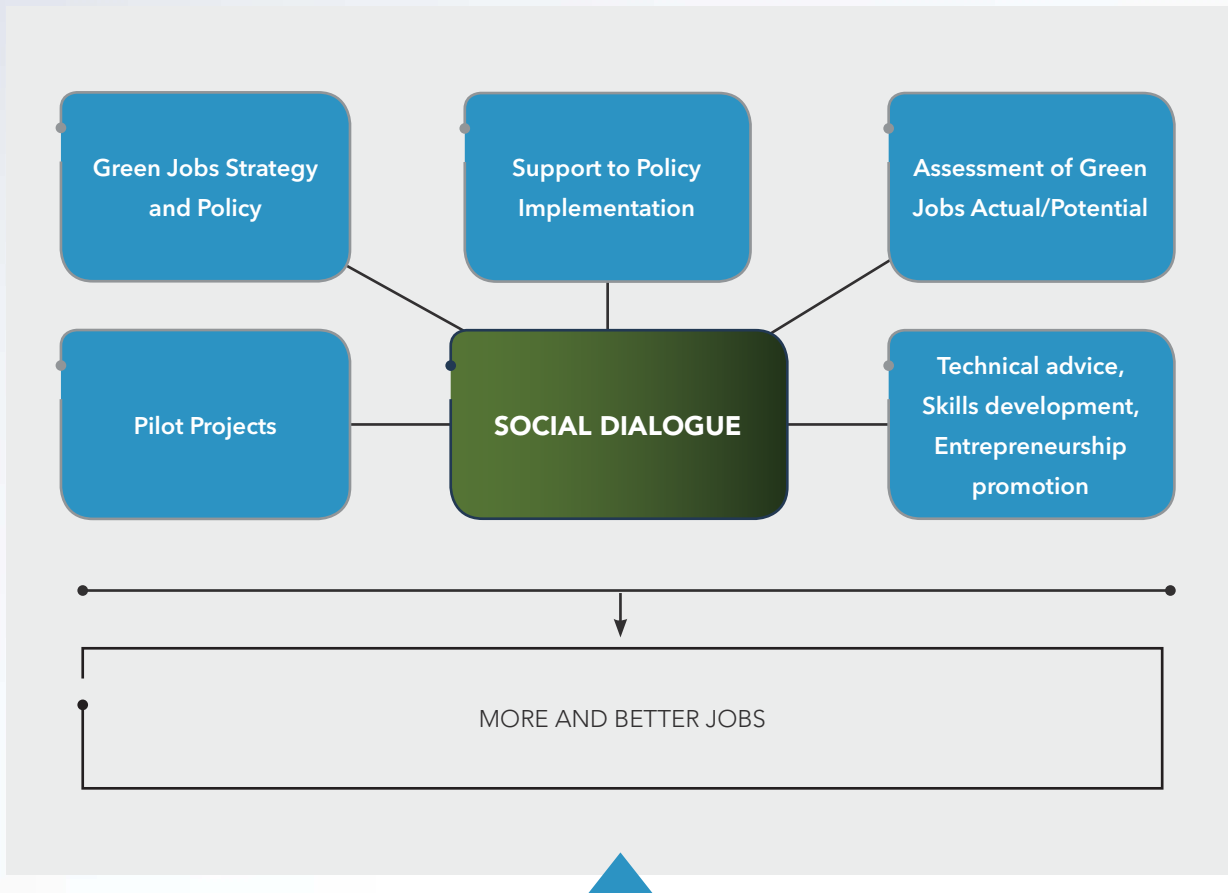 Green Jobs Strategy
and Policy
Support to Policy
Implementation
Assessment of Green
Jobs Actual/Potential
Pilot Projects
SOCIAL DIALOGUE
Technical advice,
Skills development,
Entrepreneurship
promotion
MORE AND BETTER JOBS